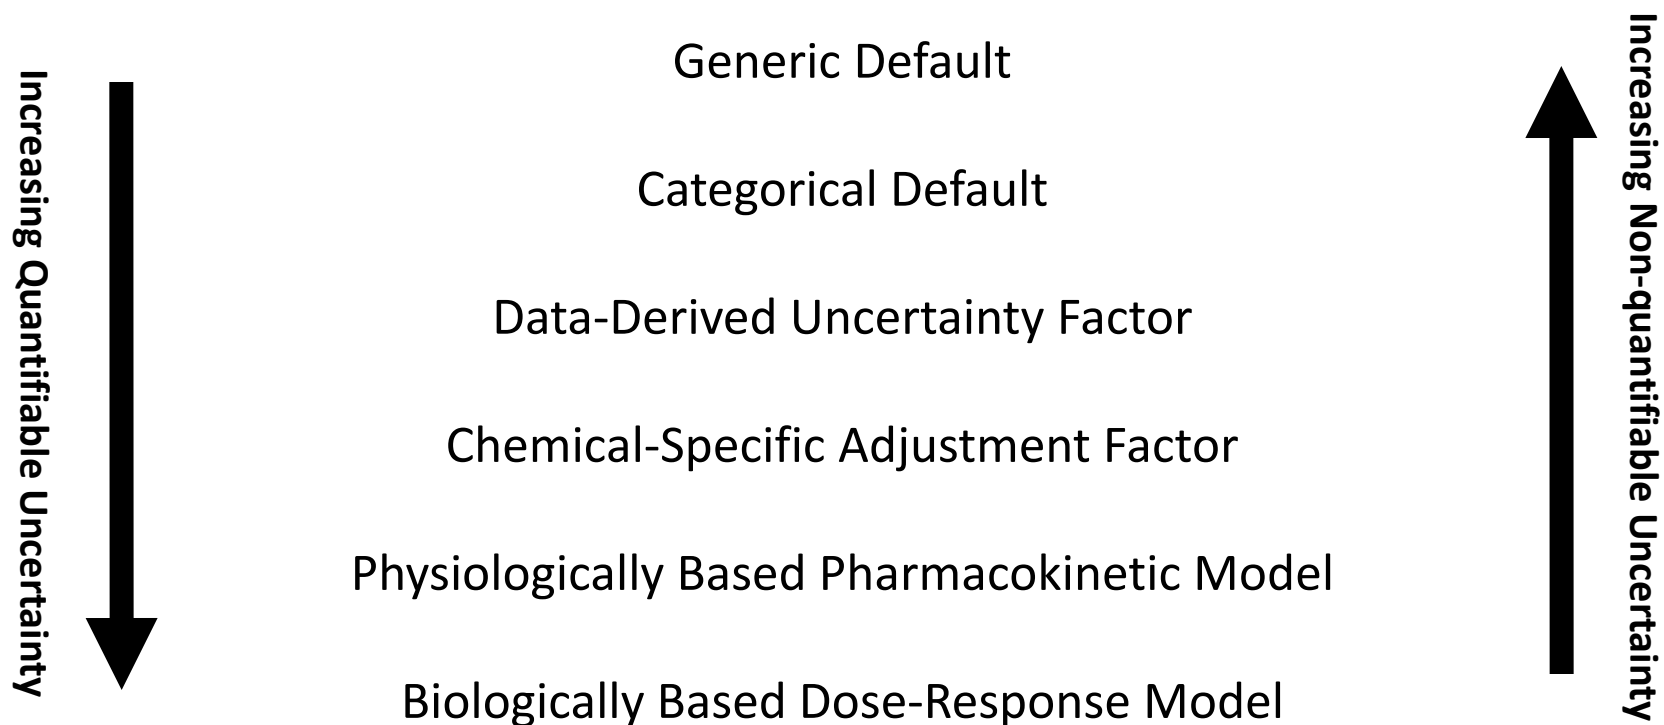 Increasing Quantifiable Uncertainty
Generic Default
Categorical Default
Data-Derived Uncertainty Factor
Chemical-Specific Adjustment Factor
Physiologically Based Pharmacokinetic Model
Biologically Based Dose-Response Model
Increasing Non-quantifiable Uncertainty